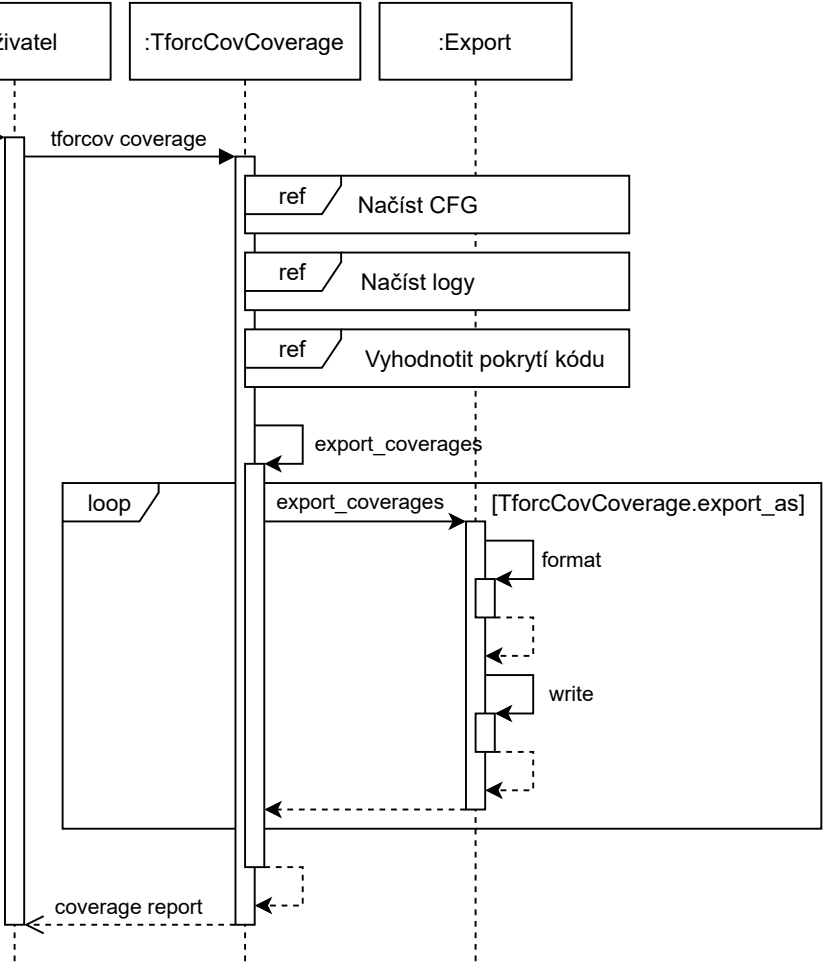 živatel
:TforcCovCoverage
:Export
tforcov coverage
ref
Načíst CFG
ref
Načíst logy
ref
Vyhodnotit pokrytí kódu
export_coverages
loop
export_coverages
[TforcCovCoverage.export_as]
format
write
coverage report